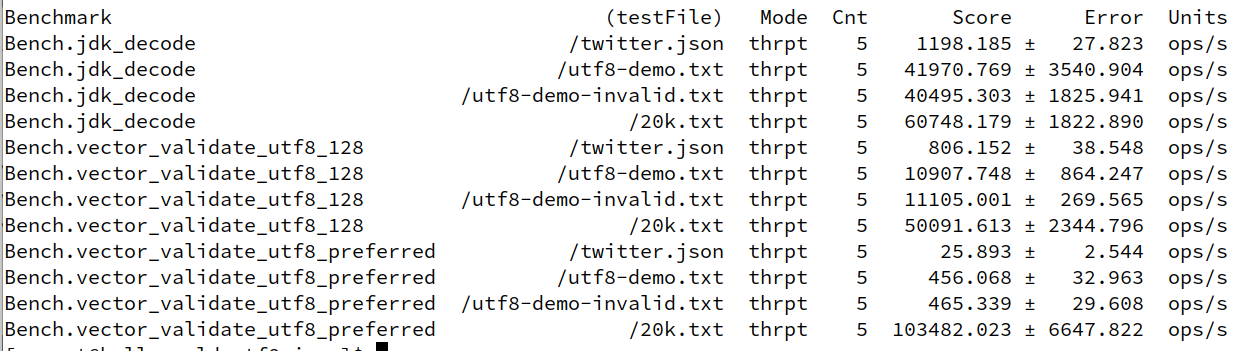 Benchmark (testFile) Mode Cnt Score Error Units
Bench.jdk_decode /twitter.json thrpt 5 1198.185 ± 27.823 ops/s
Bench.jdk_decode /utf8-demo.txt thrpt 5 41970.769 ± 3540.904 ops/s
Bench.jdk_decode /utf8-demo-invalid.txt thrpt 5 40495.303 ± 1825.941 ops/s
Bench.jdk_decode /20k.txt thrpt 5 60748.179 ± 1822.890 ops/s
Bench.vector_validate_utf8_128 /twitter.json thrpt 5 806.152 ± 38.548 ops/s
Bench.vector_validate_utf8_128 /utf8-demo.txt thrpt 5 10907.748 ± 864.247 ops/s
Bench.vector_validate_utf8_128 /utf8-demo-invalid.txt thrpt 5 11105.001 ± 269.565 ops/s
Bench.vector_validate_utf8_128 /20k.txt thrpt 5 50091.613 ± 2344.796 ops/s
Bench.vector_validate_utf8_preferred /twitter.json thrpt 5 25.893 ± 2.544 ops/s
Bench.vector_validate_utf8_preferred /utf8-demo.txt thrpt 5 456.068 ± 32.963 ops/s
Bench.vector_validate_utf8_preferred /utf8-demo-invalid.txt thrpt 5 465.339 ± 29.608 ops/s
Bench.vector_validate_utf8_preferred /20k.txt thrpt 5 103482.023 ± 6647.822 ops/s